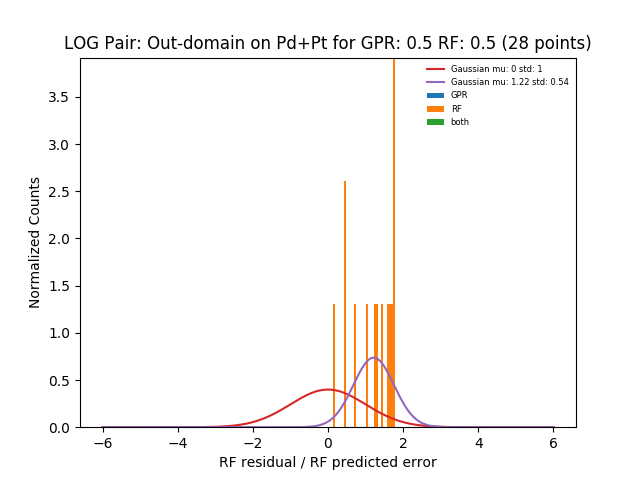 LOG Pair: Out-domain on Pd+Pt for GPR: 0.5 RF: 0.5 (28 points)
Gaussian mu: 0 std: 1
Gaussian mu: 1.22 std: 0.54
GPR
RF
both
3.5
3.0
2.5
2.0
1.5
1.0
0.5
0.0
Normalized Counts
−6 −4 −2 0 2 4 6
RF residual / RF predicted error